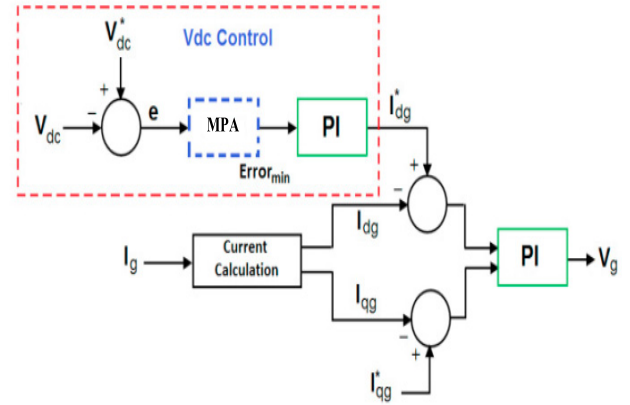 V*dc
Vdc Control
+
−
e
Vdc
MPA
PI
I*dg
Errormin
+
−
Idg
Ig
Current
Calculation
PI
Vg
Iqg
−
+
I*qg